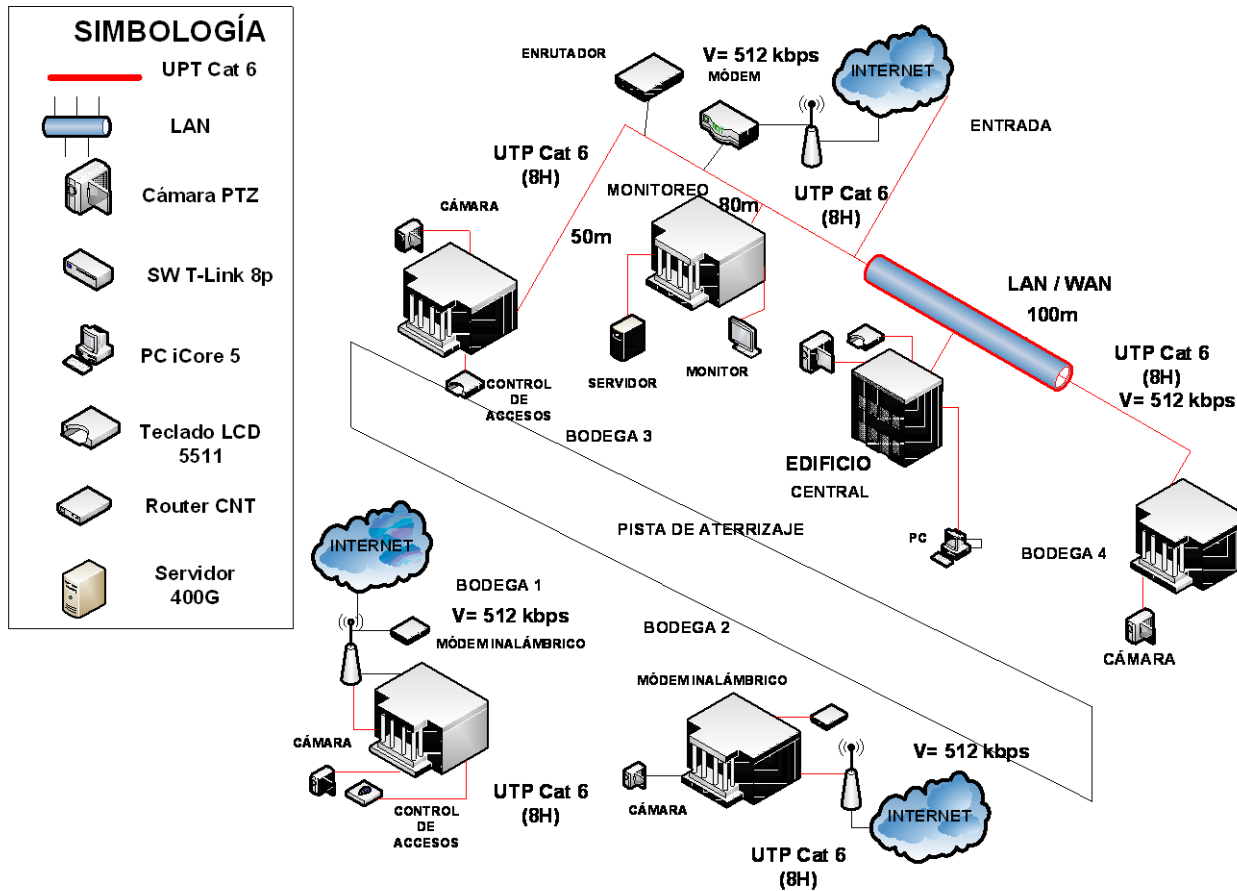 SIMBOLOGÍA
UPT Cat 6
LAN
Cámara PTZ
SW T-Link 8p
PC iCore 5
Teclado LCD
5511
Router CNT
Servidor
400G
ENRUTADOR
V= 512 kbps
MÓDEM
INTERNET
ENTRADA
UTP Cat 6
(8H)
MONITOREO
80m
UTP Cat 6
(8H)
CÁMARA
50m
LAN / WAN
100m
UTP Cat 6
(8H)
V= 512 kbps
SERVIDOR
MONITOR
CONTROL
DE
ACCESOS
BODEGA 3
EDIFICIO
CENTRAL
PC
PISTA DE ATERRIZAJE
BODEGA 4
CÁMARA
INTERNET
BODEGA 1
V= 512 kbps
MÓDEM INALÁMBRICO
BODEGA 2
MÓDEM INALÁMBRICO
CÁMARA
UTP Cat 6
(8H)
CONTROL
DE
ACCESOS
V= 512 kbps
CÁMARA
INTERNET
UTP Cat 6
(8H)